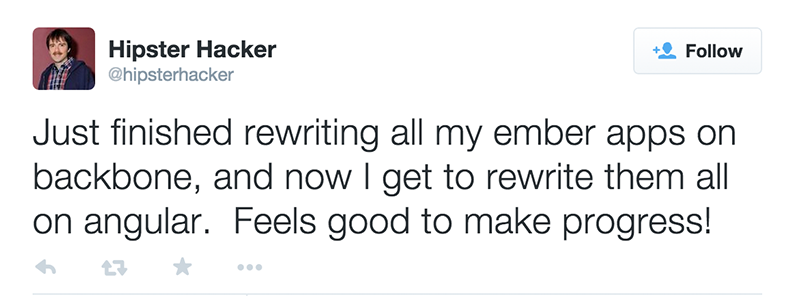 Hipster Hacker
@hipsterhacker
Follow
Just finished rewriting all my ember apps on
backbone, and now I get to rewrite them all
on angular.  Feels good to make progress!